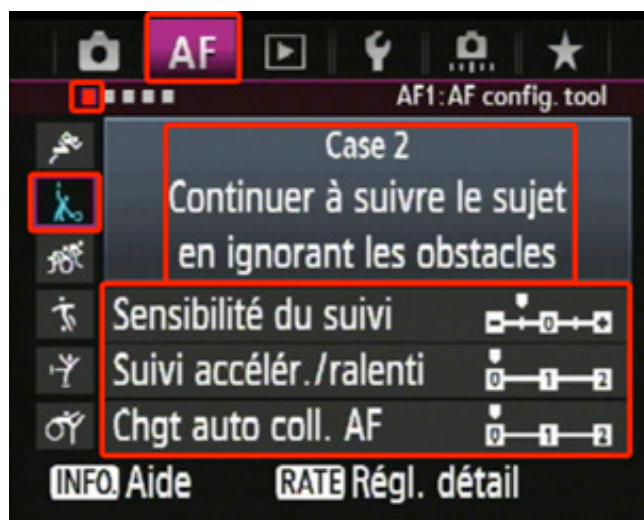 AF
AF1:AF config. tool
Case 2
Continuer à suivre le sujet
en ignorant les obstacles
Sensibilité du suivi - 0 +
Suivi accélér./ralenti 0 1 2
Chgt auto coll. AF 0 1 2
INFO. Aide RATE Régl. détail